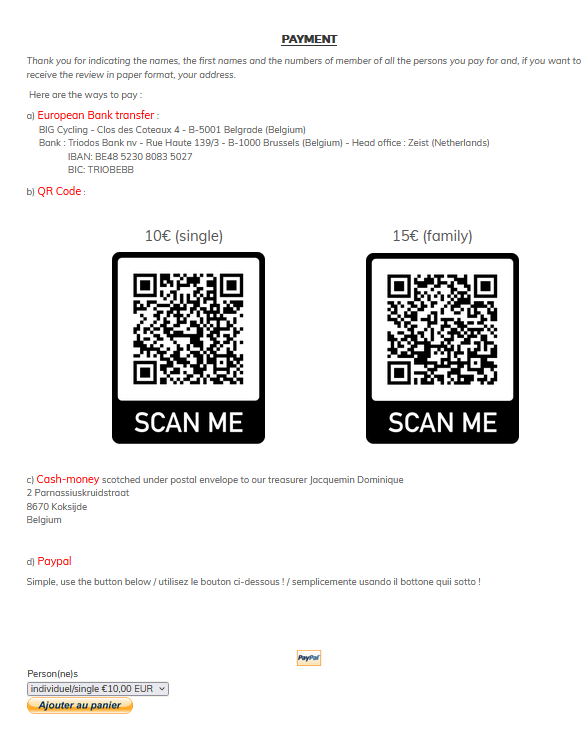 PAYMENT
Thank you for indicating the names, the first names and the numbers of member of all the persons you pay for and, if you want to
receive the review in paper format, your address.
Here are the ways to pay :
a) European Bank transfer :
BIG Cycling - Clos des Coteaux 4 - B-5001 Belgrade (Belgium)
Bank : Triodos Bank nv - Rue Haute 139/3 - B-1000 Brussels (Belgium) - Head office : Zeist (Netherlands)
IBAN: BE48 5230 8083 5027
BIC: TRIOBEBB
b) QR Code :
10€ (single) 15€ (family)
SCAN ME SCAN ME
c) Cash-money scotched under postal envelope to our treasurer Jacquemin Dominique
2 Parnassiuskruidstraat
8670 Koksijde
Belgium
d) Paypal
Simple, use the button below / utilisez le bouton ci-dessous ! / semplicemente usando il bottone quii sotto !
PayPal
Person(ne)s
individuel/single €10,00 EUR
Ajouter au panier